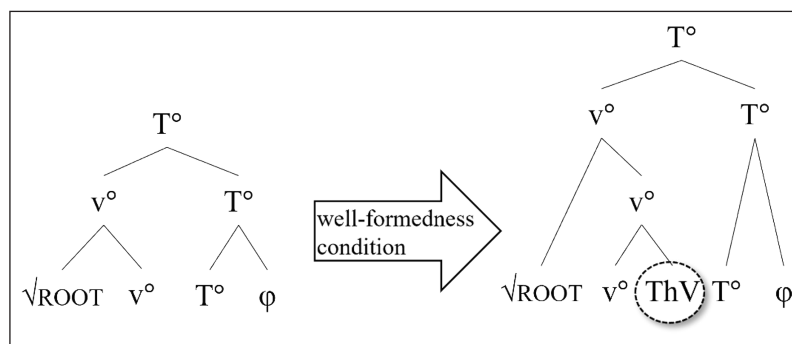 T°
v° T°
√ROOT v° T° φ
well-formedness
condition
T°
v° T°
v°
√ROOT v° ThV T° φ